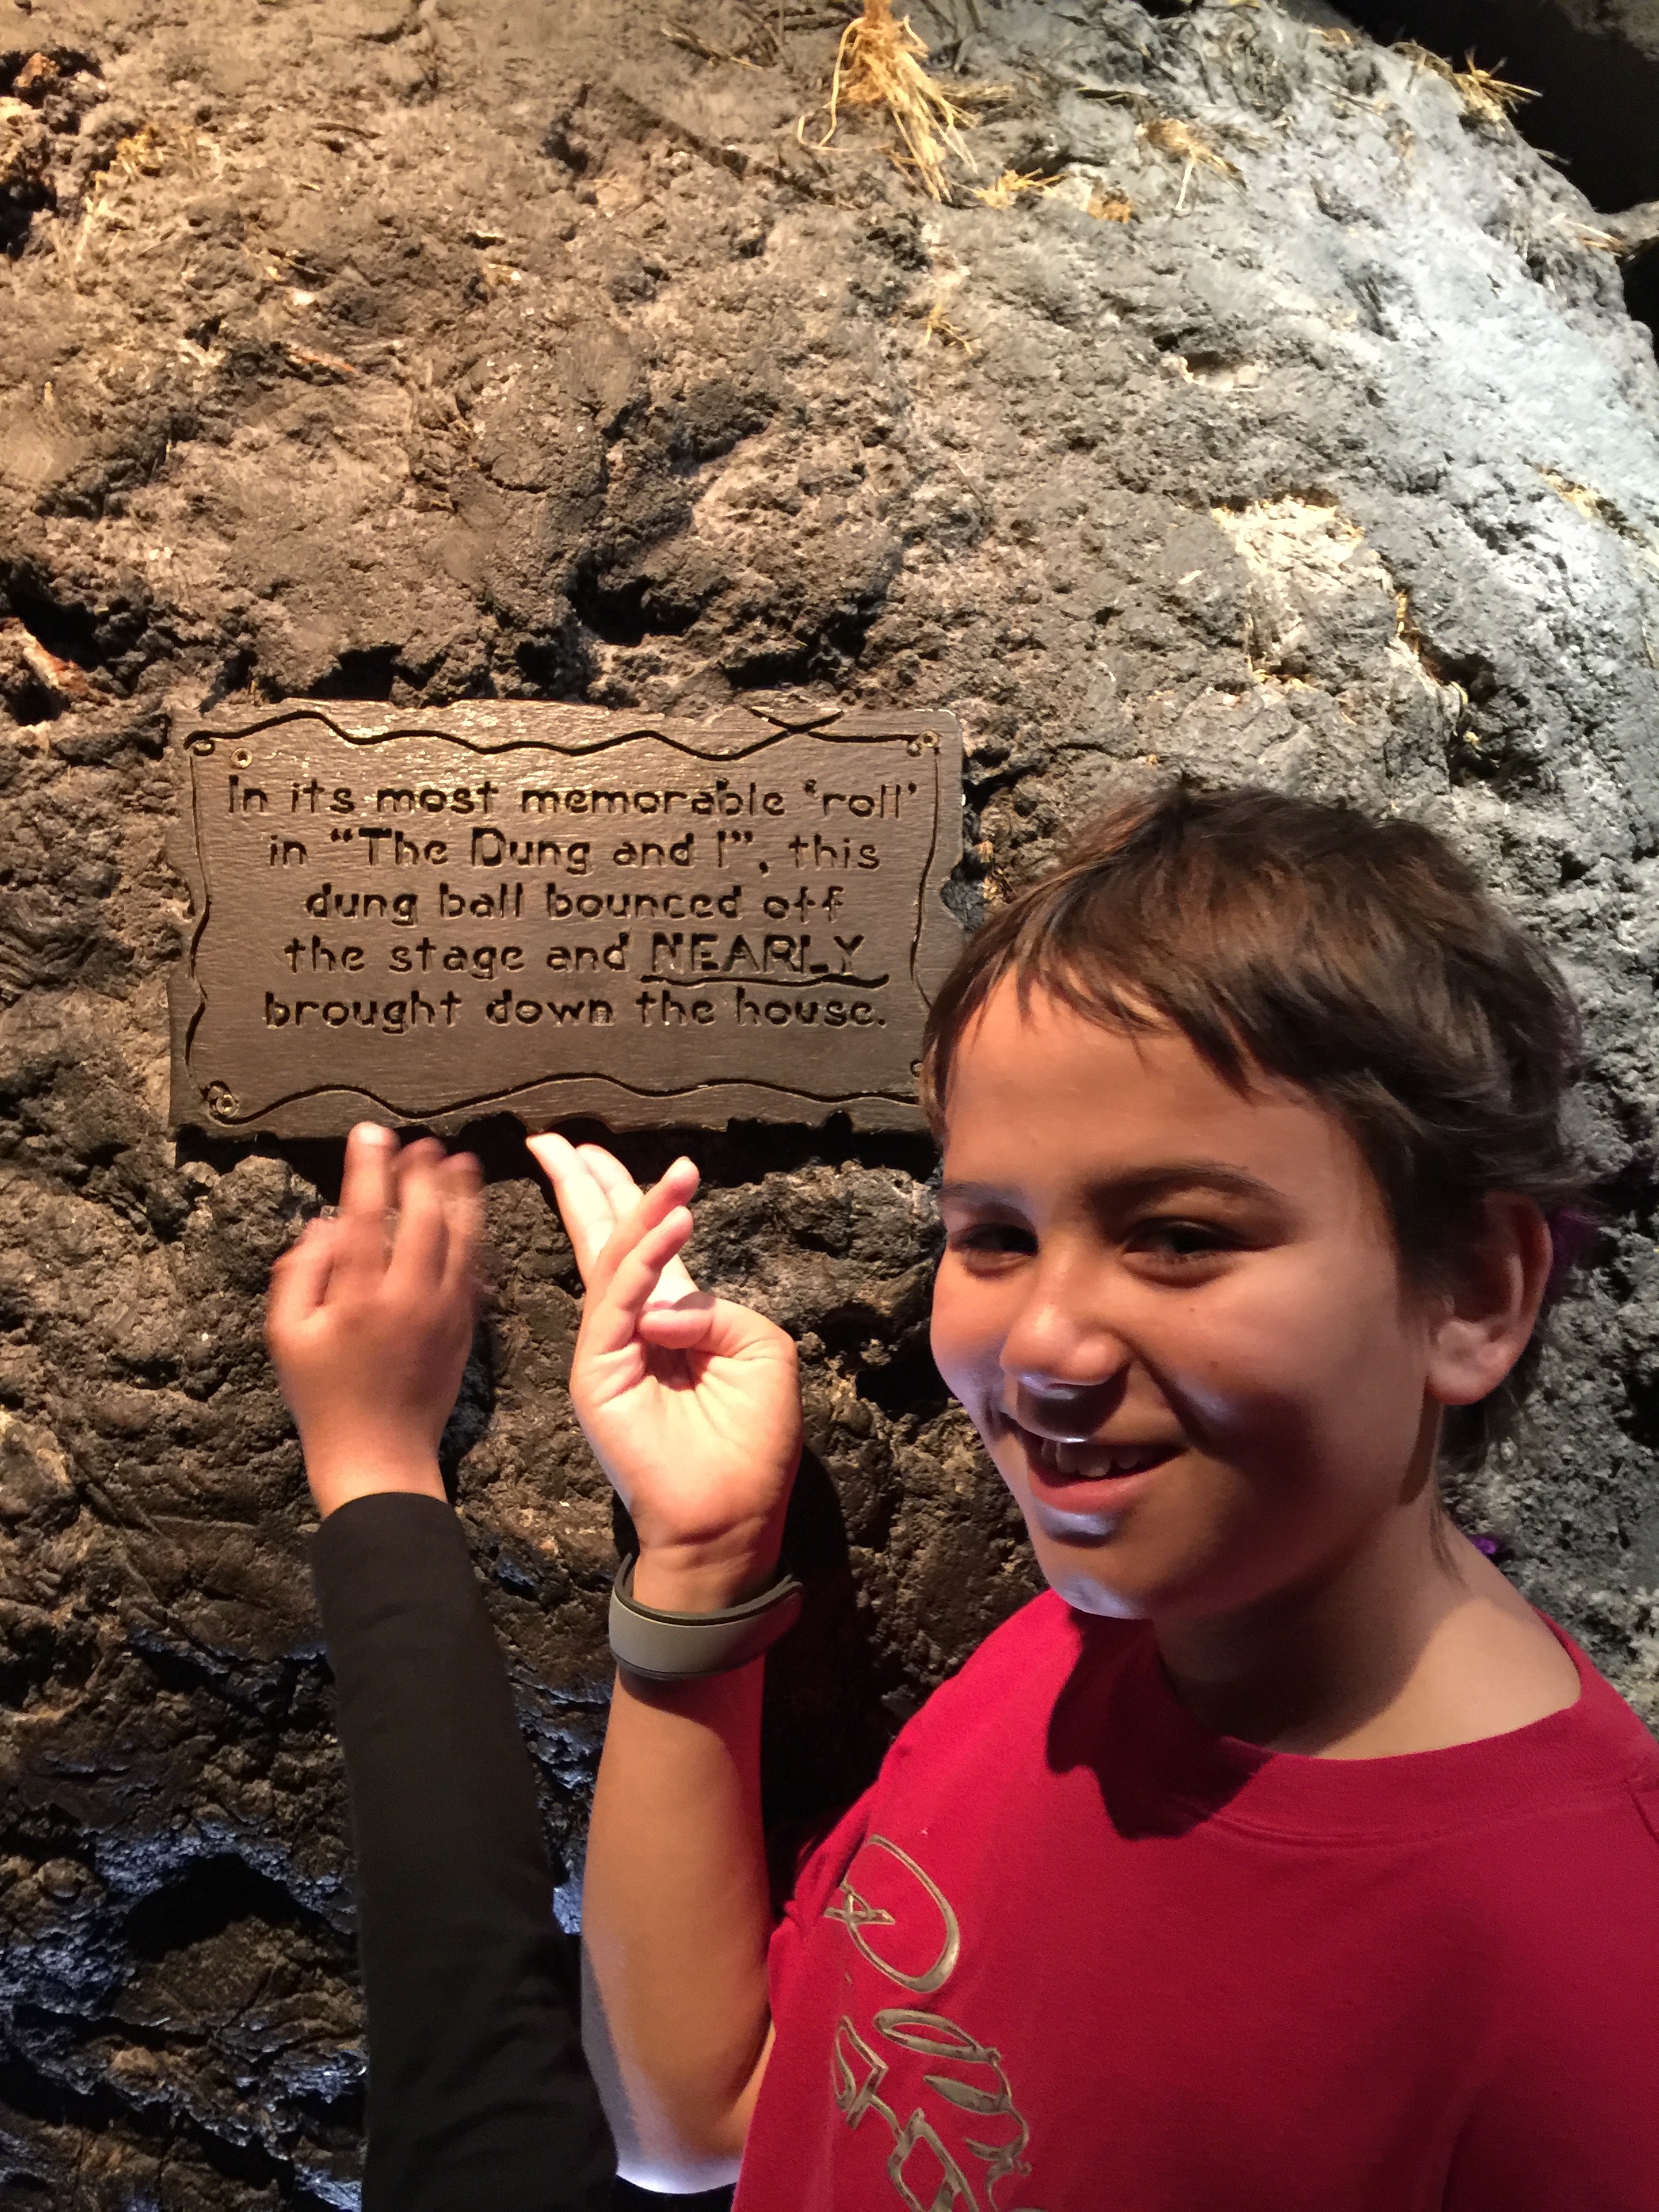 In its most memorable 'roll'
in "The Dung and I", this
dung ball bounced off
the stage and NEARLY
brought down the house.